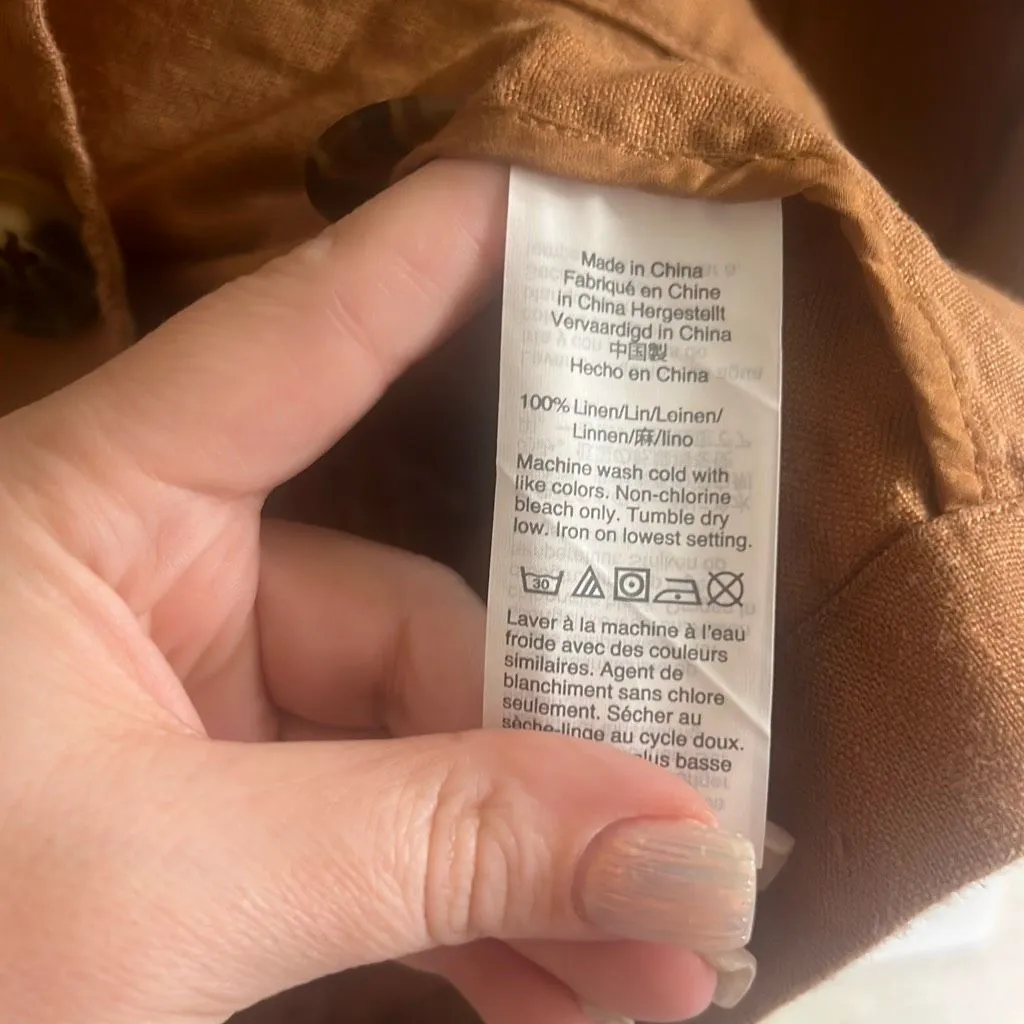 Made in China
Fabriqué en Chine
in China Hergestellt
Vervaardigd in China
中国製
Hecho en China
100% Linen/Lin/Leinen/
Linnen/麻/lino
Machine wash cold with
like colors. Non-chlorine
bleach only. Tumble dry
low. Iron on lowest setting.
30
Laver à la machine à l'eau
froide avec des couleurs
similaires. Agent de
blanchiment sans chlore
seulement. Sécher au
sèche-linge au cycle doux.
plus basse